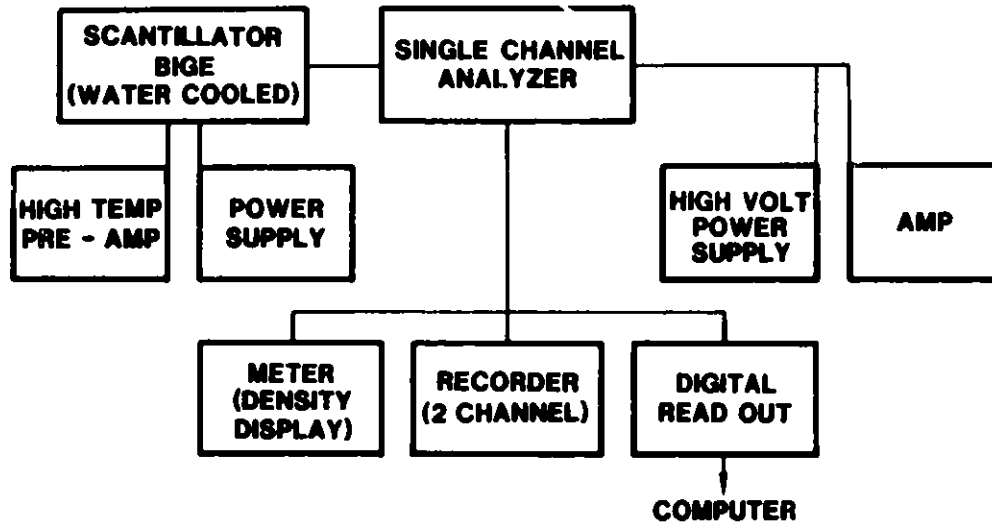 SCANTILLATOR
BIGE
(WATER COOLED)
SINGLE CHANNEL
ANALYZER
HIGH TEMP
PRE - AMP
POWER
SUPPLY
HIGH VOLT
POWER
SUPPLY
AMP
METER
(DENSITY
DISPLAY)
RECORDER
(2 CHANNEL)
DIGITAL
READ OUT
COMPUTER